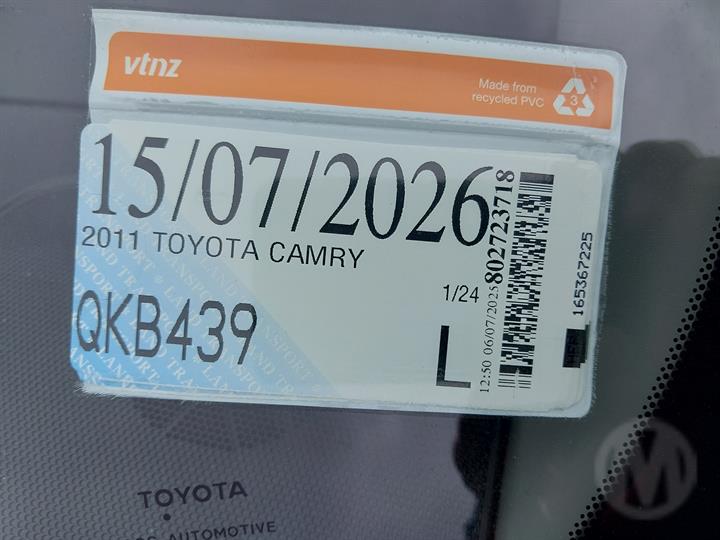 vtnz
Made from
recycled PVC
3
15/07/2026
2011 TOYOTA CAMRY
1/24
QKB439
L
12:50 06/07/2025 802723718
165367225
TOYOTA
AUTOMOTIVE
M